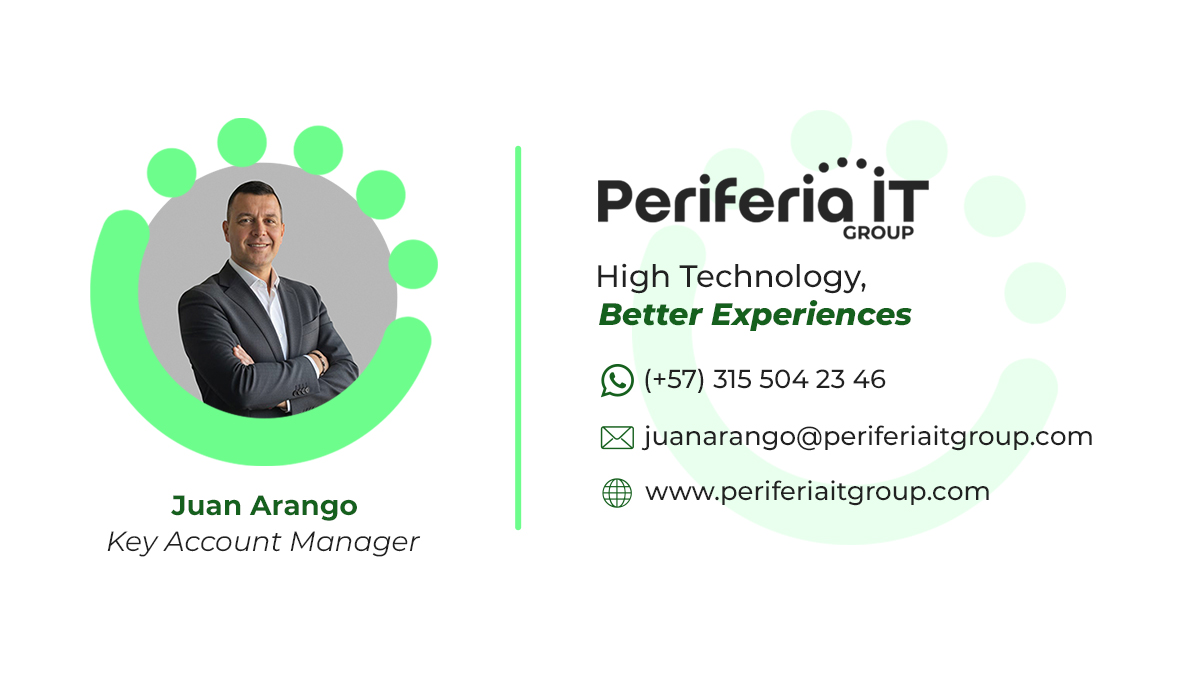 Juan Arango
Key Account Manager
Periferia IT
GROUP
High Technology,
Better Experiences
(+57) 315 504 23 46
juanarango@periferiaitgroup.com
www.periferiaitgroup.com